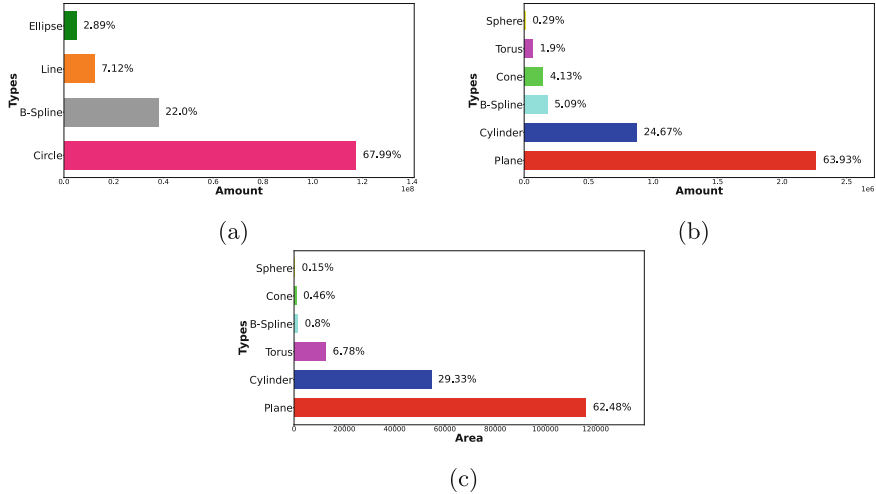 Ellipse 2.89%
Line 7.12%
B-Spline 22.0%
Circle 67.99%
Types
0.0 0.2 0.4 0.6 0.8 1.0 1.2 1.4
1e8
Amount
(a)
Sphere 0.29%
Torus 1.9%
Cone 4.13%
B-Spline 5.09%
Cylinder 24.67%
Plane 63.93%
Types
0.0 0.5 1.0 1.5 2.0 2.5
1e6
Amount
(b)
Sphere 0.15%
Cone 0.46%
B-Spline 0.8%
Torus 6.78%
Cylinder 29.33%
Plane 62.48%
Types
0 20000 40000 60000 80000 100000 120000
Area
(c)